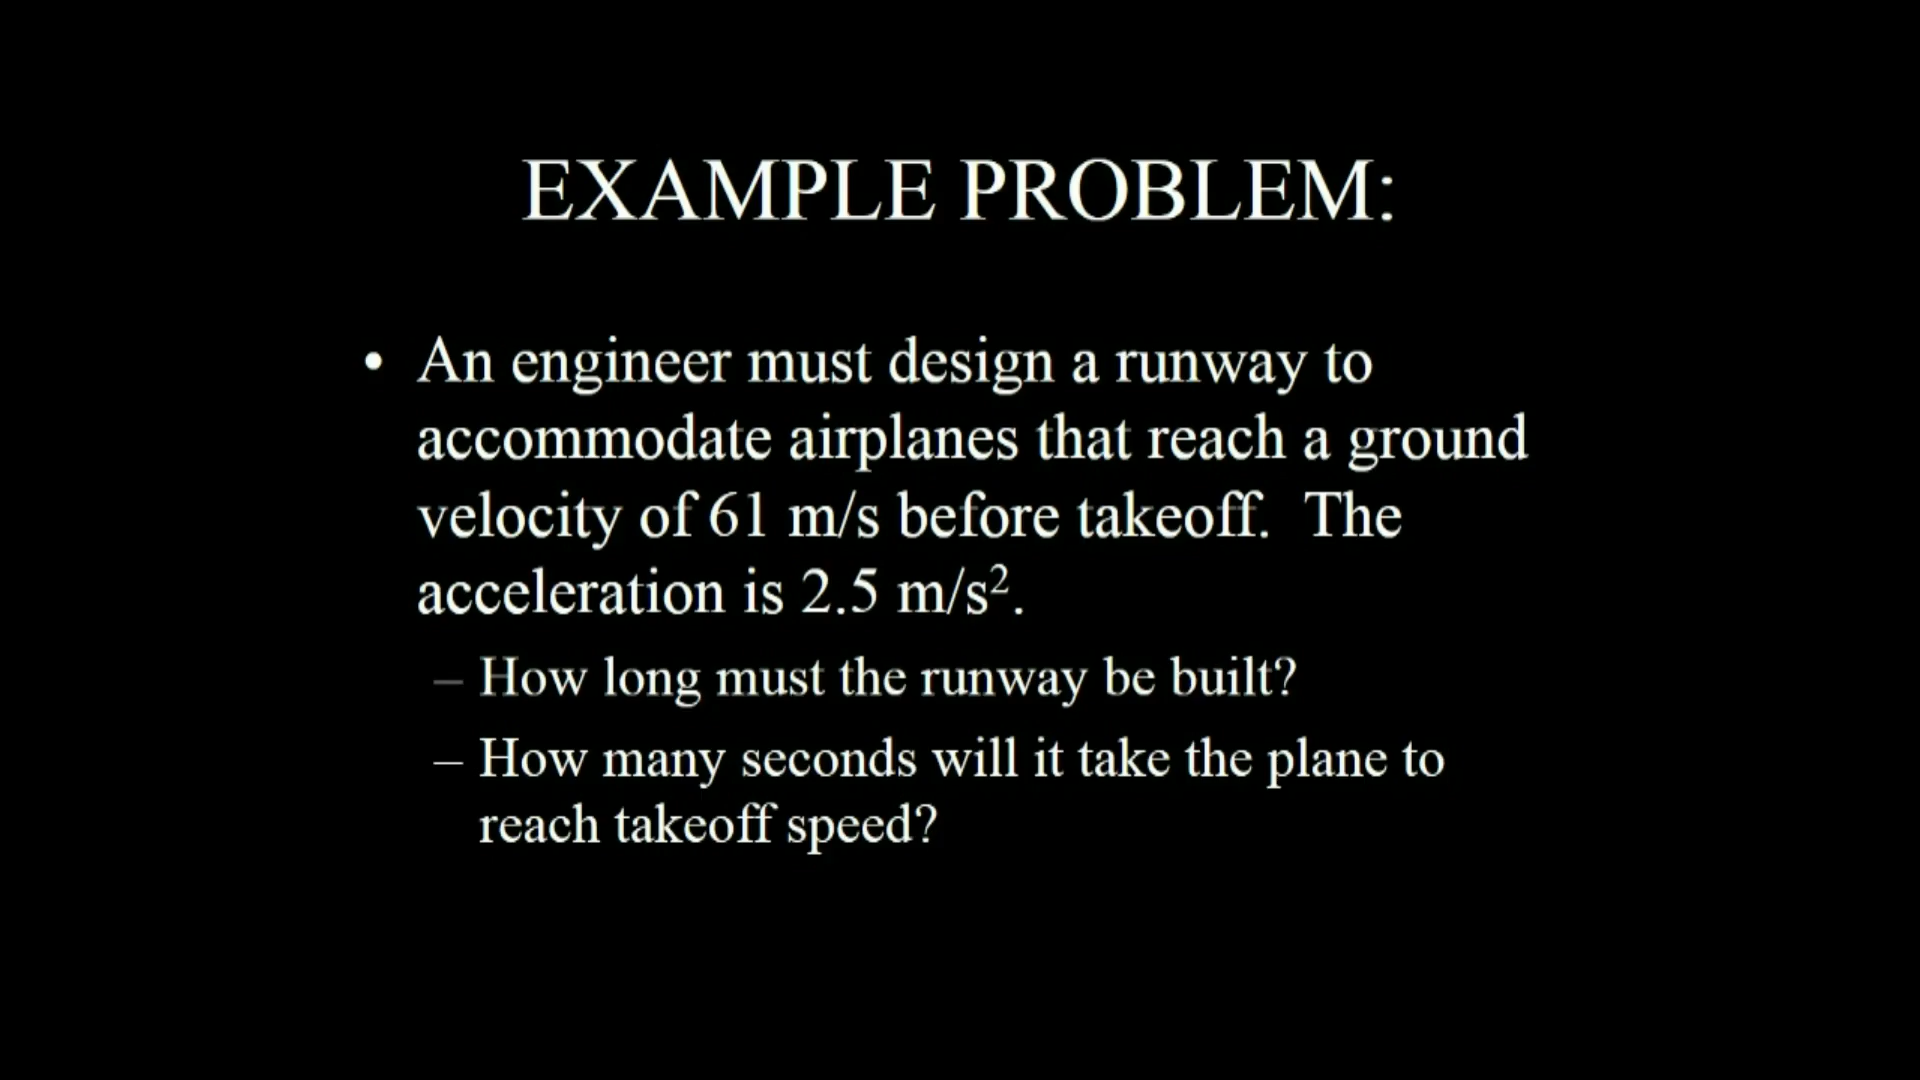 EXAMPLE PROBLEM:
• An engineer must design a runway to
accommodate airplanes that reach a ground
velocity of 61 m/s before takeoff.  The
acceleration is 2.5 m/s².
– How long must the runway be built?
– How many seconds will it take the plane to
reach takeoff speed?